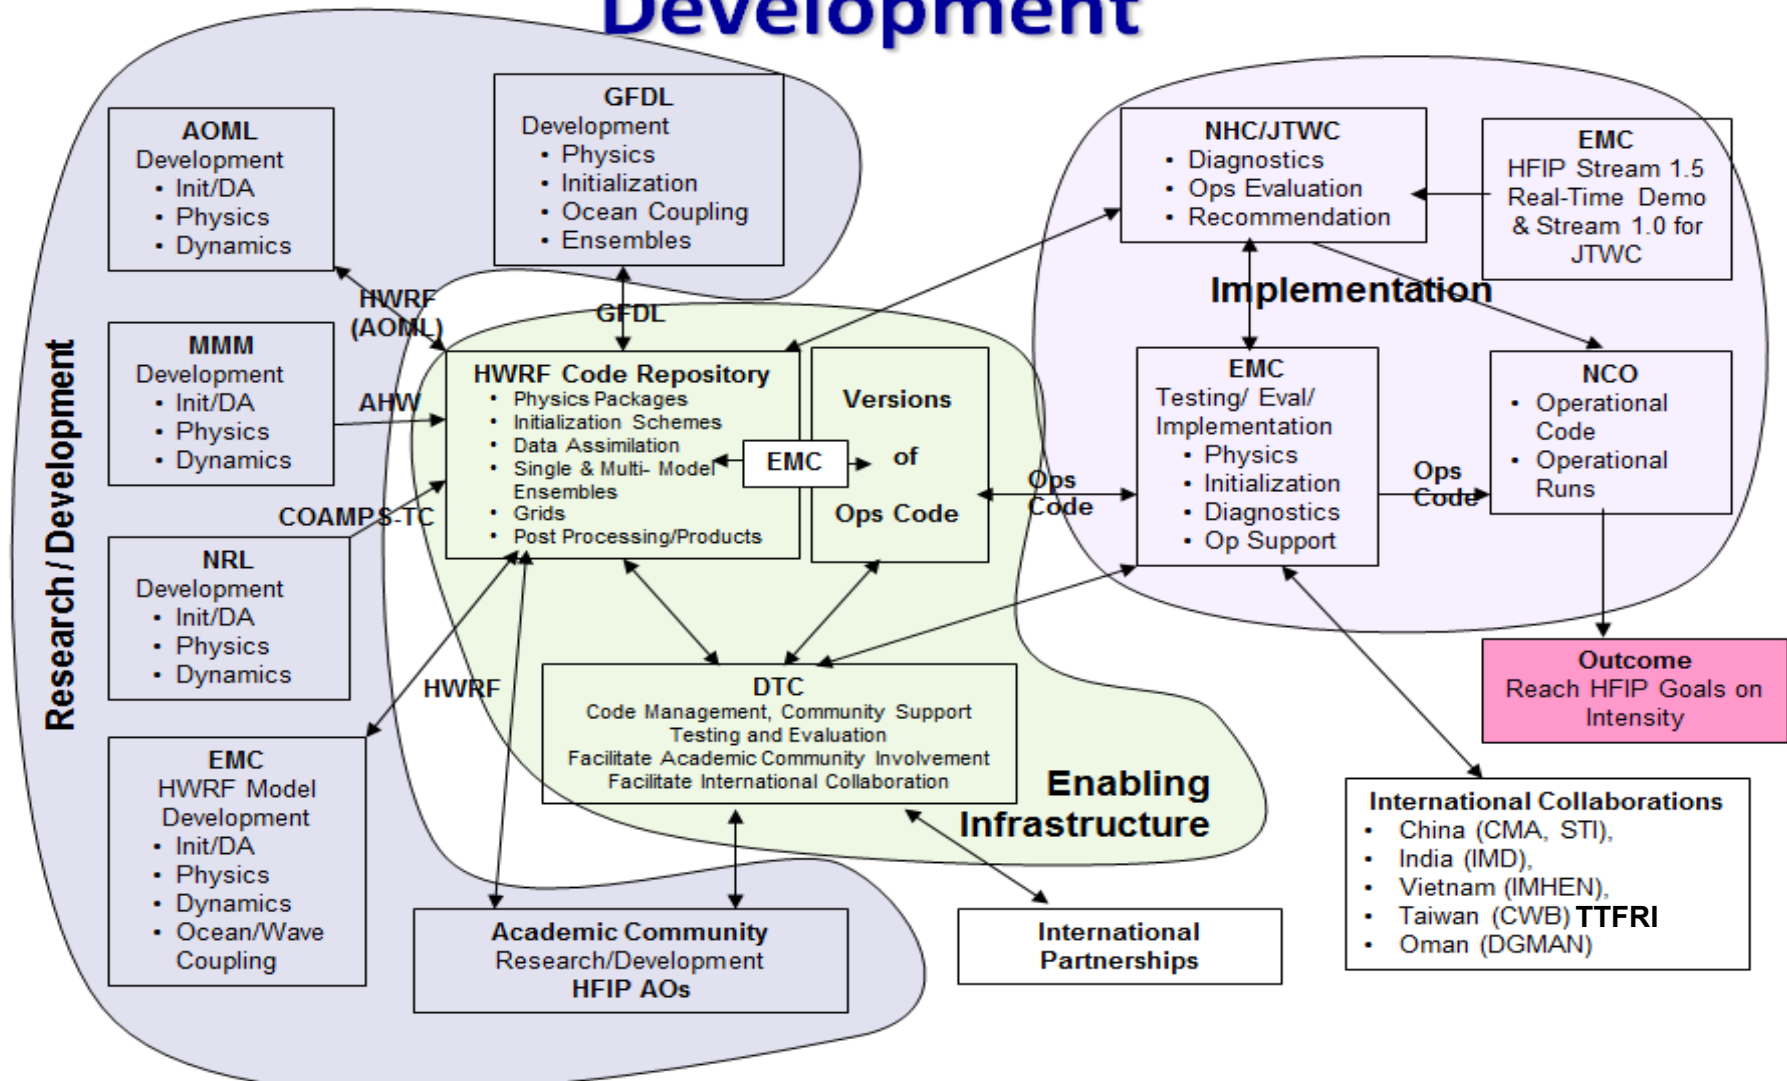 Development
Research / Development
AOML
Development
• Init/DA
• Physics
• Dynamics
GFDL
Development
• Physics
• Initialization
• Ocean Coupling
• Ensembles
NHC/JTWC
• Diagnostics
• Ops Evaluation
• Recommendation
EMC
HFIP Stream 1.5
Real-Time Demo
& Stream 1.0 for
JTWC
HWRF
(AOML)
GFDL
Implementation
MMM
Development
• Init/DA
• Physics
• Dynamics
AHW
HWRF Code Repository
• Physics Packages
• Initialization Schemes
• Data Assimilation
• Single & Multi- Model
Ensembles
• Grids
• Post Processing/Products
EMC
Versions
of
Ops Code
Ops
Code
EMC
Testing/ Eval/
Implementation
• Physics
• Initialization
• Diagnostics
• Op Support
Ops
Code
NCO
• Operational
Code
• Operational
Runs
COAMPS-TC
NRL
Development
• Init/DA
• Physics
• Dynamics
HWRF
DTC
Code Management, Community Support
Testing and Evaluation
Facilitate Academic Community Involvement
Facilitate International Collaboration
Enabling
Infrastructure
Outcome
Reach HFIP Goals on
Intensity
EMC
HWRF Model
Development
• Init/DA
• Physics
• Dynamics
• Ocean/Wave
Coupling
Academic Community
Research/Development
HFIP AOs
International
Partnerships
International Collaborations
• China (CMA, STI),
• India (IMD),
• Vietnam (IMHEN),
• Taiwan (CWB) TTFRI
• Oman (DGMAN)